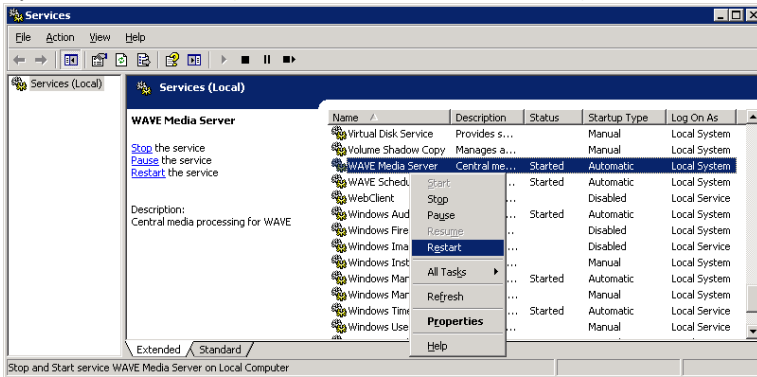 Services
File Action View Help
Services (Local)
Services (Local)
WAVE Media Server
Stop the service
Pause the service
Restart the service
Description:
Central media processing for WAVE
Name Description Status Startup Type Log On As
Virtual Disk Service Provides s... Manual Local System
Volume Shadow Copy Manages a... Manual Local System
WAVE Media Server Central me... Started Automatic Local System
WAVE Schedu .. Started Automatic Local System
WebClient ... Disabled Local Service
Windows Aud ... Started Automatic Local System
Windows Fire ... Disabled Local System
Windows Ima ... Disabled Local Service
Windows Inst ... Manual Local System
Windows Mar ... Started Automatic Local System
Windows Mar ... Manual Local System
Windows Time ... Started Automatic Local Service
Windows Use ... Manual Local Service
Start
Stop
Pause
Resume
Restart
All Tasks
Refresh
Properties
Help
Extended Standard
Stop and Start service WAVE Media Server on Local Computer